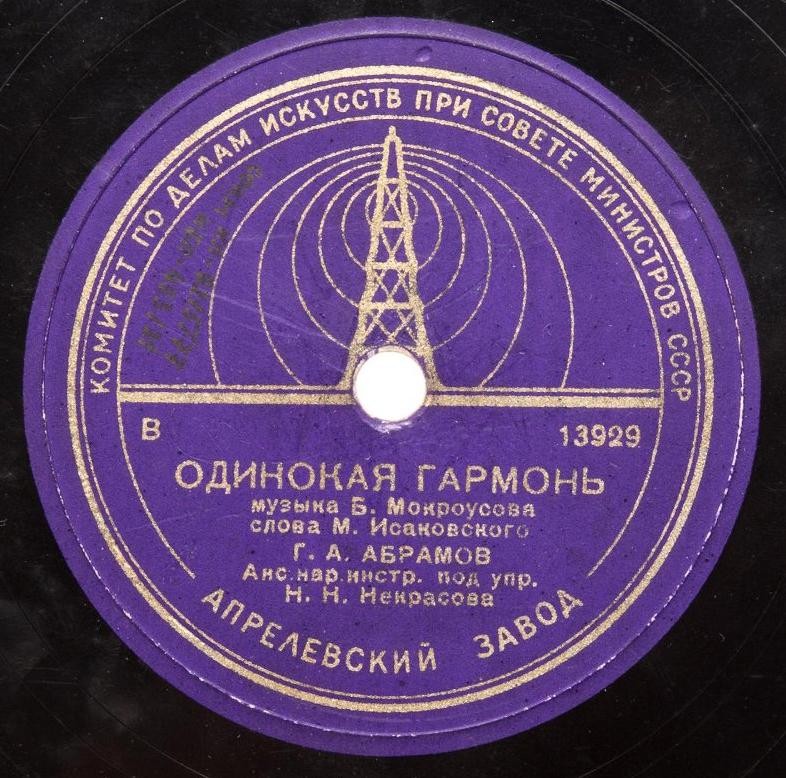 КОМИТЕТ ПО ДЕЛАМ ИСКУССТВ ПРИ СОВЕТЕ МИНИСТРОВ СССР
В 13929
ОДИНОКАЯ ГАРМОНЬ
музыка Б. Мокроусова
слова М. Исаковского
Г. А. АБРАМОВ
Анс.нар.инстр. под упр.
Н. Н. Некрасова
АПРЕЛЕВСКИЙ ЗАВОД